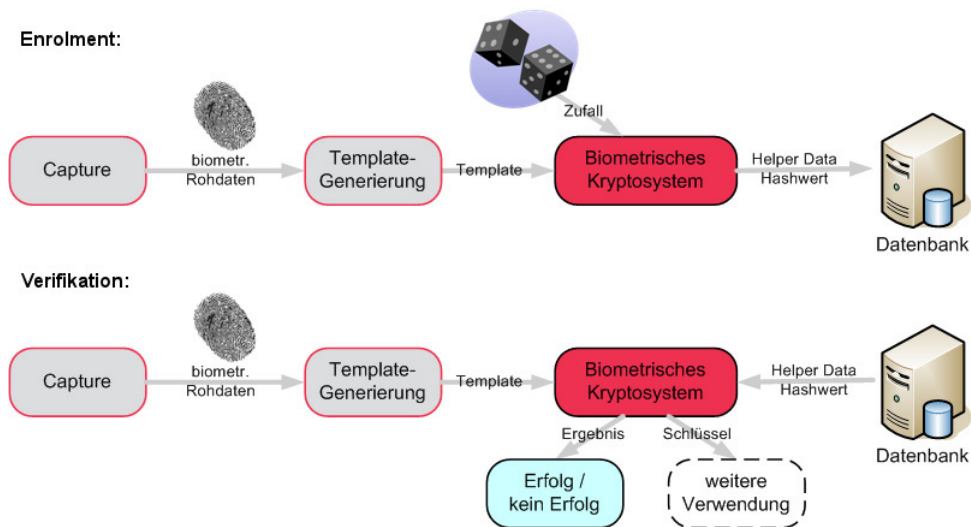 Enrolment:
Zufall
Capture
biometr.
Rohdaten
Template-
Generierung
Template
Biometrisches
Kryptosystem
Helper Data
Hashwert
Datenbank
Verifikation:
Capture
biometr.
Rohdaten
Template-
Generierung
Template
Biometrisches
Kryptosystem
Helper Data
Hashwert
Datenbank
Ergebnis
Schlüssel
Erfolg /
kein Erfolg
weitere
Verwendung